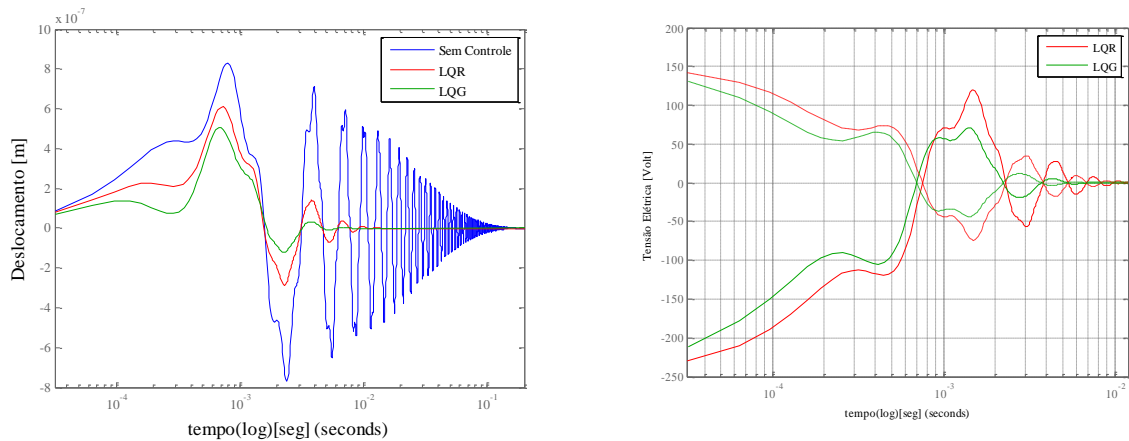 x 10^-7
10
8
6
4
2
0
-2
-4
-6
-8
Deslocamento [m]
10^-4
10^-3
10^-2
10^-1
tempo(log)[seg] (seconds)
Sem Controle
LQR
LQG
200
150
100
50
0
-50
-100
-150
-200
-250
Tensão Elétrica [Volt]
10^-4
10^-3
10^-2
tempo(log)[seg] (seconds)
LQR
LQG